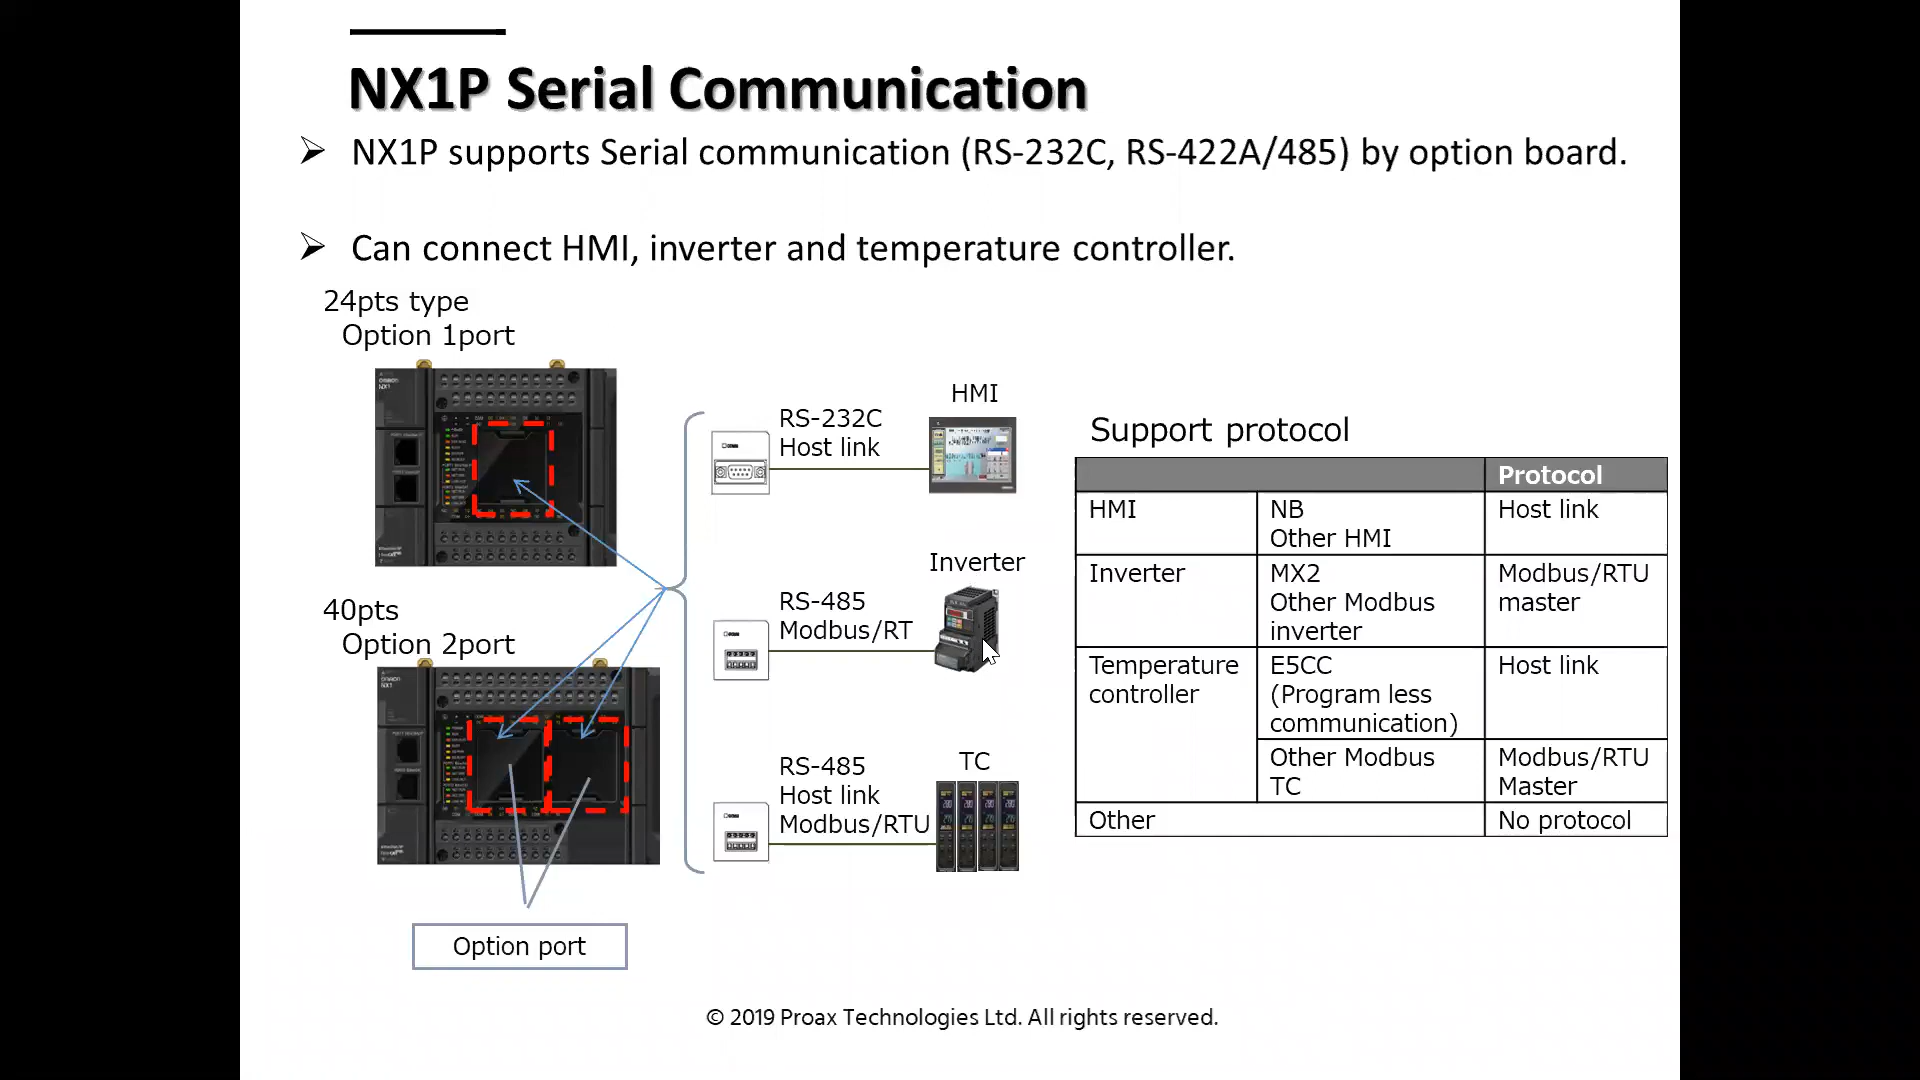 NX1P Serial Communication
NX1P supports Serial communication (RS-232C, RS-422A/485) by option board.
Can connect HMI, inverter and temperature controller.
24pts type
Option 1port
40pts
Option 2port
Option port
RS-232C
Host link
HMI
RS-485
Modbus/RT
Inverter
RS-485
Host link
Modbus/RTU
TC
Support protocol
Protocol
HMI
NB
Other HMI
Host link
Inverter
MX2
Other Modbus
inverter
Modbus/RTU
master
Temperature
controller
E5CC
(Program less
communication)
Host link
Other Modbus
TC
Modbus/RTU
Master
Other
No protocol
© 2019 Proax Technologies Ltd. All rights reserved.